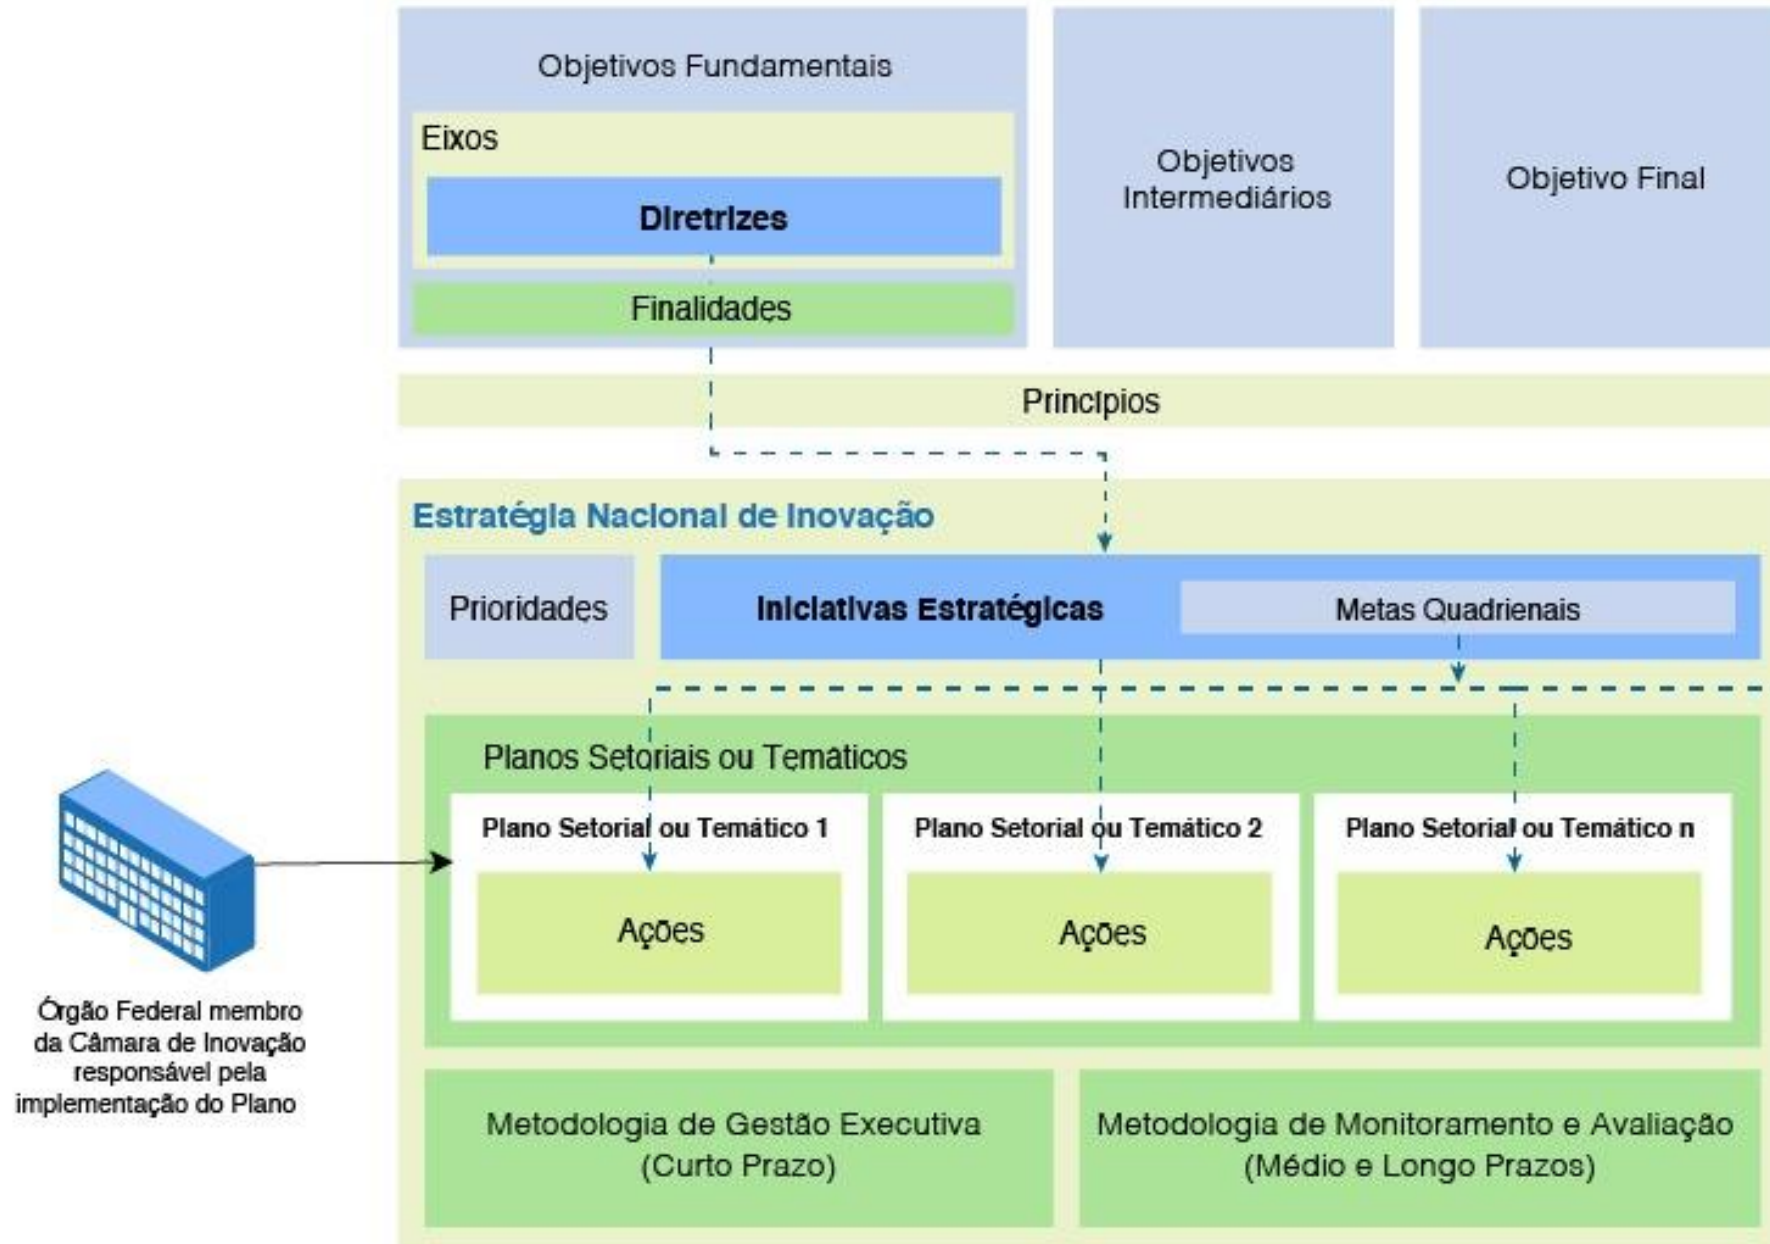 Objetivos Fundamentais
Eixos
Diretrizes
Finalidades
Objetivos
Intermediários
Objetivo Final
Princípios
Estratégia Nacional de Inovação
Prioridades
Iniciativas Estratégicas
Metas Quadrienais
Planos Setoriais ou Temáticos
Plano Setorial ou Temático 1
Ações
Plano Setorial ou Temático 2
Ações
Plano Setorial ou Temático n
Ações
Órgão Federal membro
da Câmara de Inovação
responsável pela
implementação do Plano
Metodologia de Gestão Executiva
(Curto Prazo)
Metodologia de Monitoramento e Avaliação
(Médio e Longo Prazos)